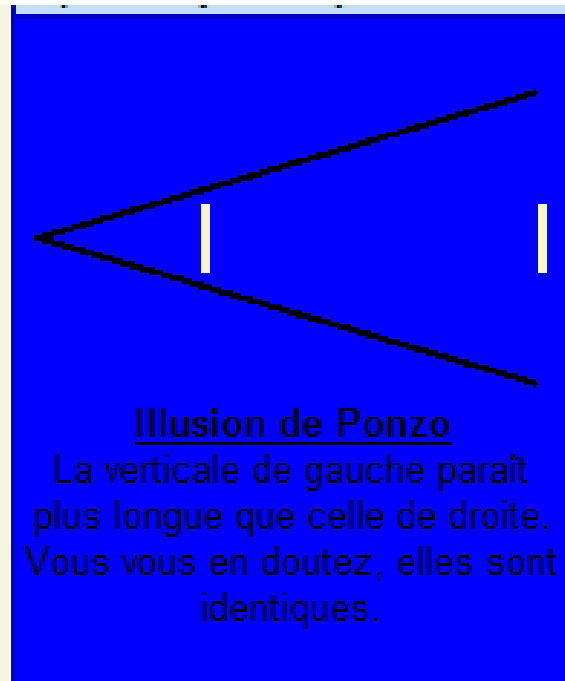 Illusion de Ponzo
La verticale de gauche paraît
plus longue que celle de droite.
Vous vous en doutez, elles sont
identiques.